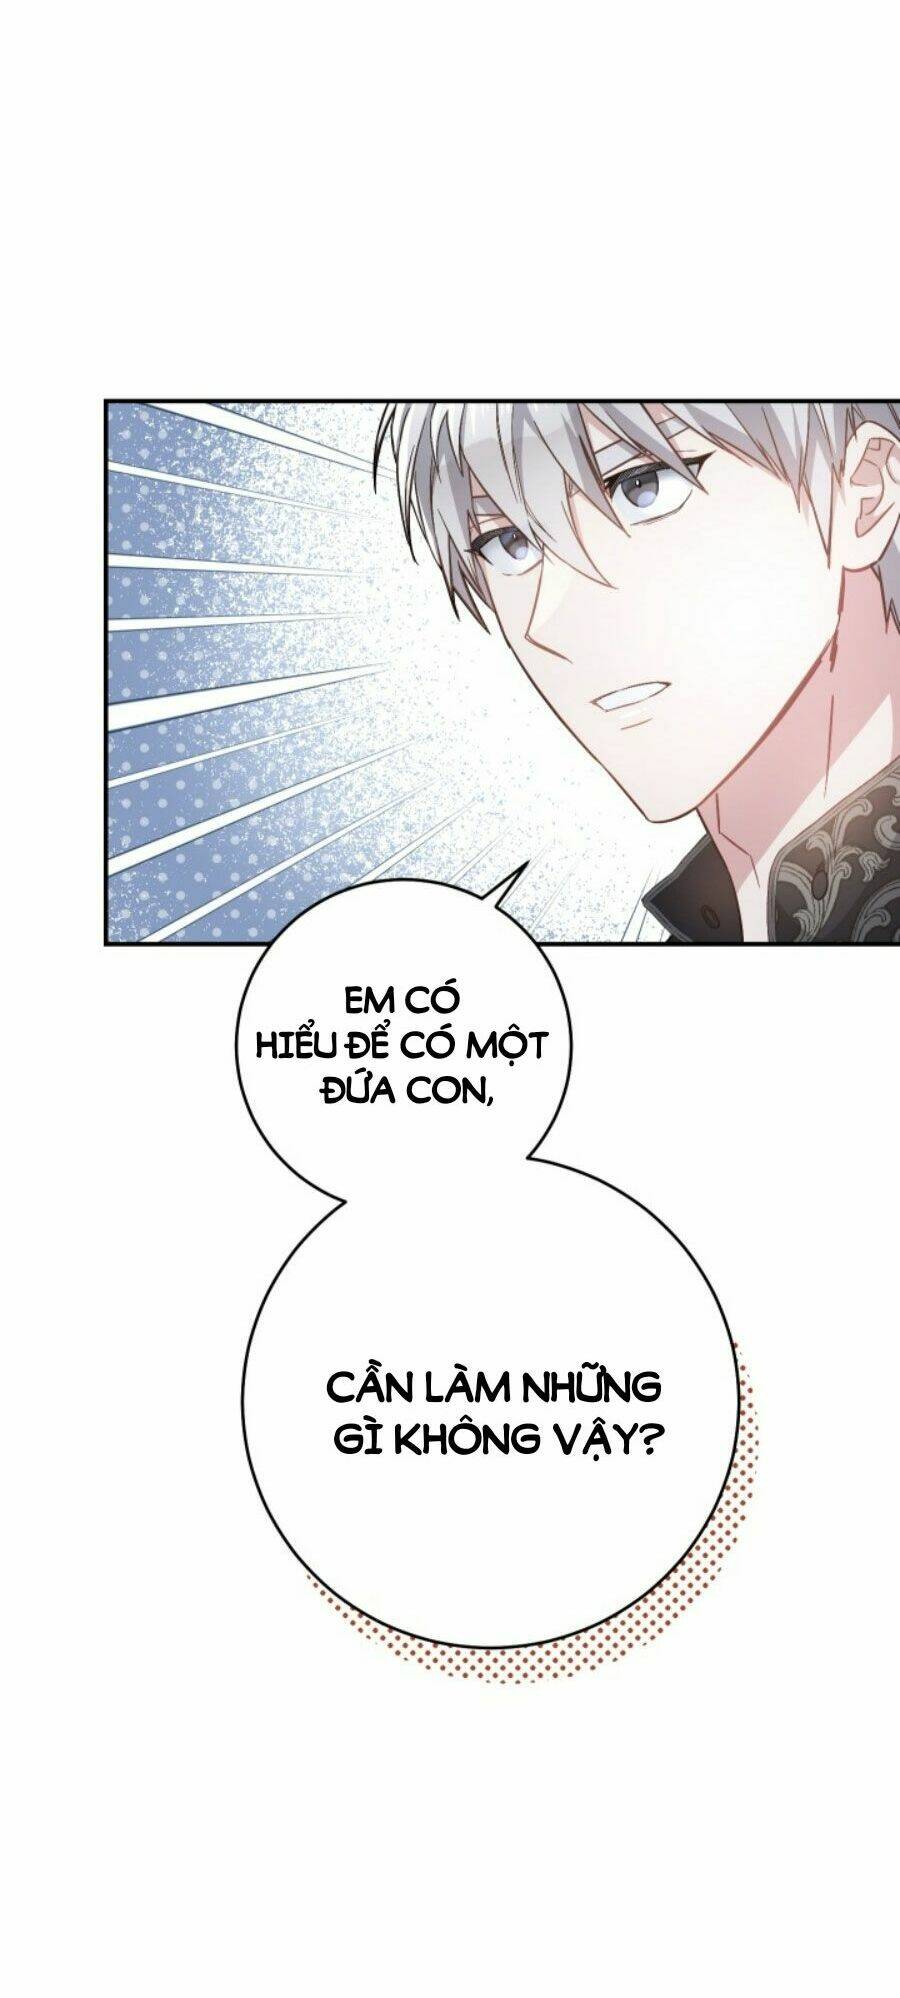 EM CÓ
HIỂU ĐỂ CÓ MỘT
ĐỨA CON,
CẦN LÀM NHỮNG
GÌ KHÔNG VẬY?